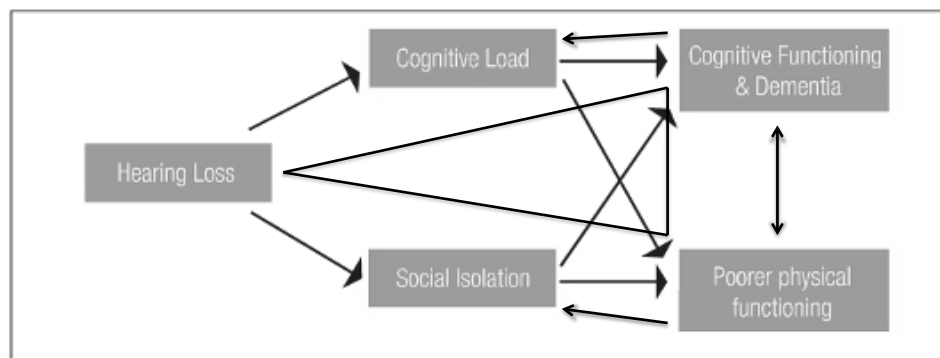 Cognitive Load
Cognitive Functioning
& Dementia
Hearing Loss
Social Isolation
Poorer physical
functioning